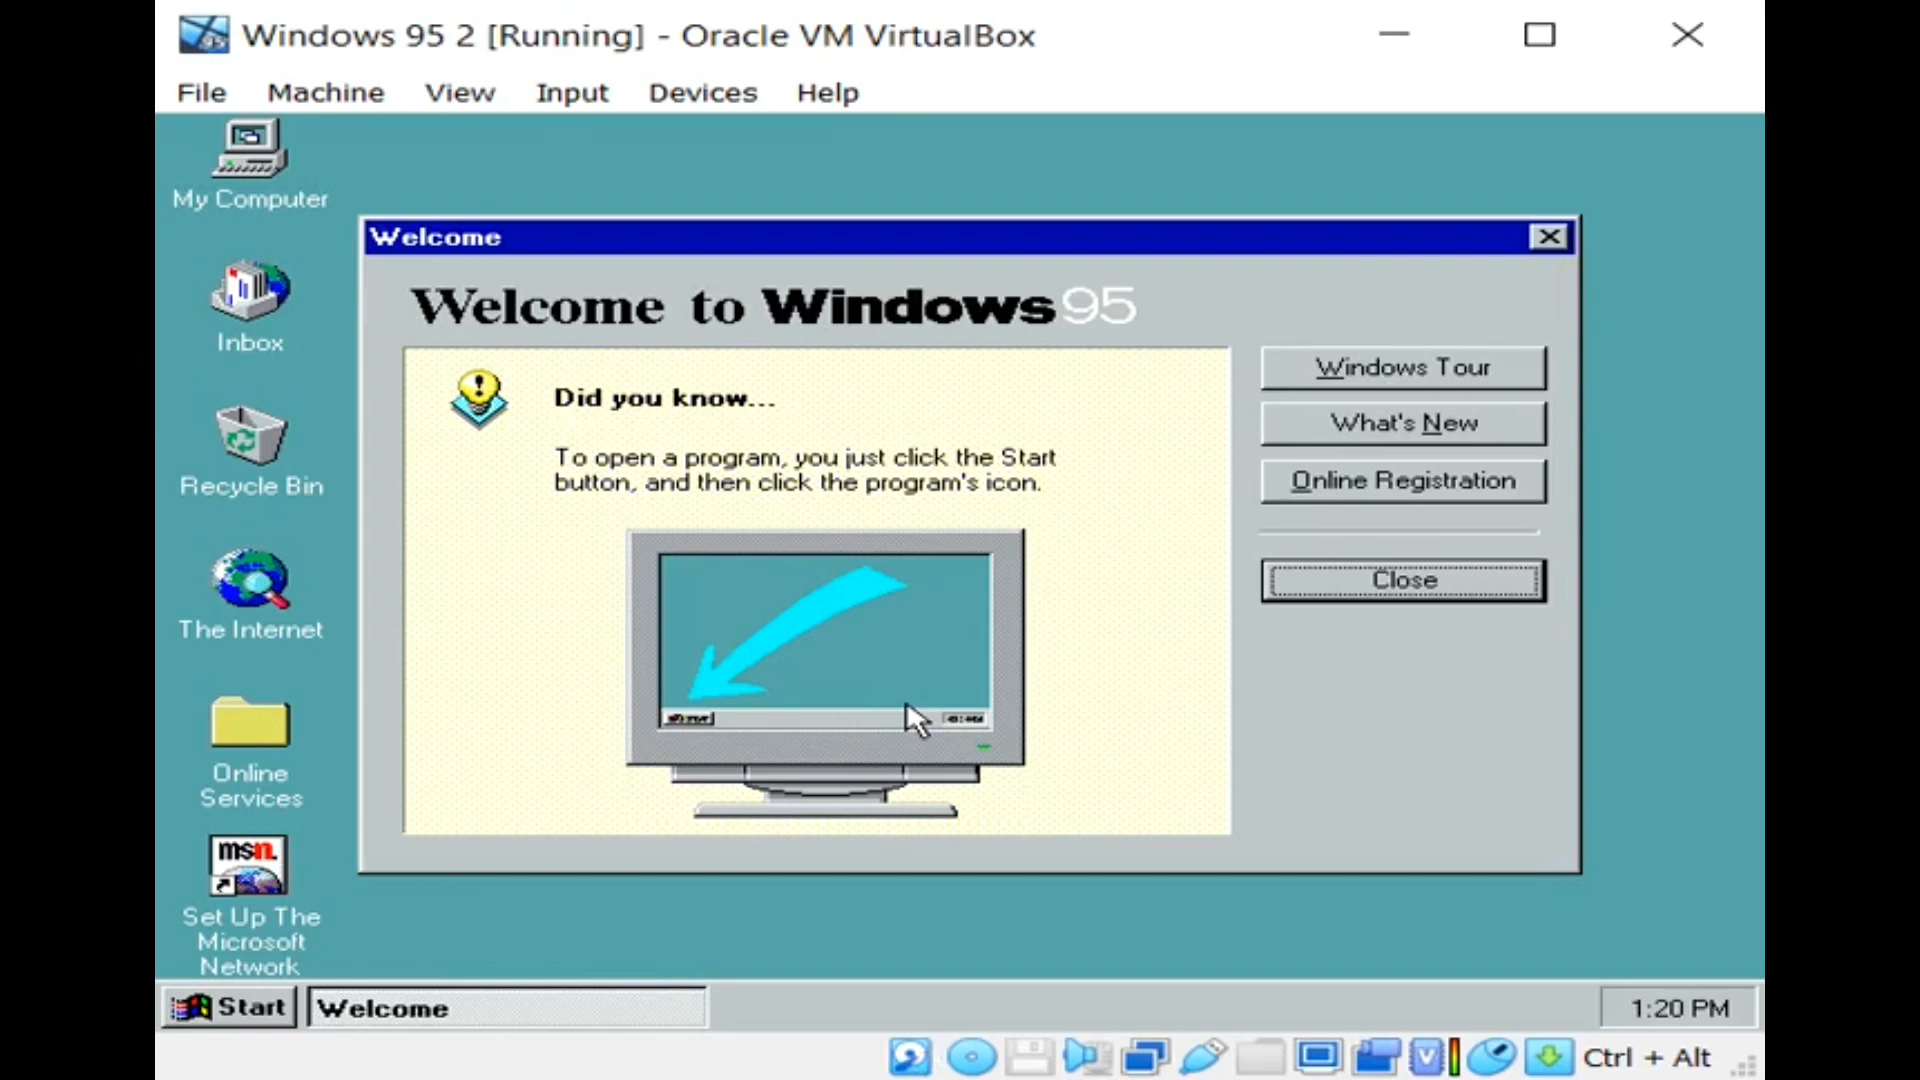 Windows 95 2 [Running] - Oracle VM VirtualBox
File Machine View Input Devices Help
My Computer
Inbox
Recycle Bin
The Internet
Online
Services
msn.
Set Up The
Microsoft
Network
Welcome
Welcome to Windows 95
Did you know...
To open a program, you just click the Start
button, and then click the program's icon.
Windows Tour
What's New
Online Registration
Close
Start
Welcome
1:20 PM
Ctrl + Alt